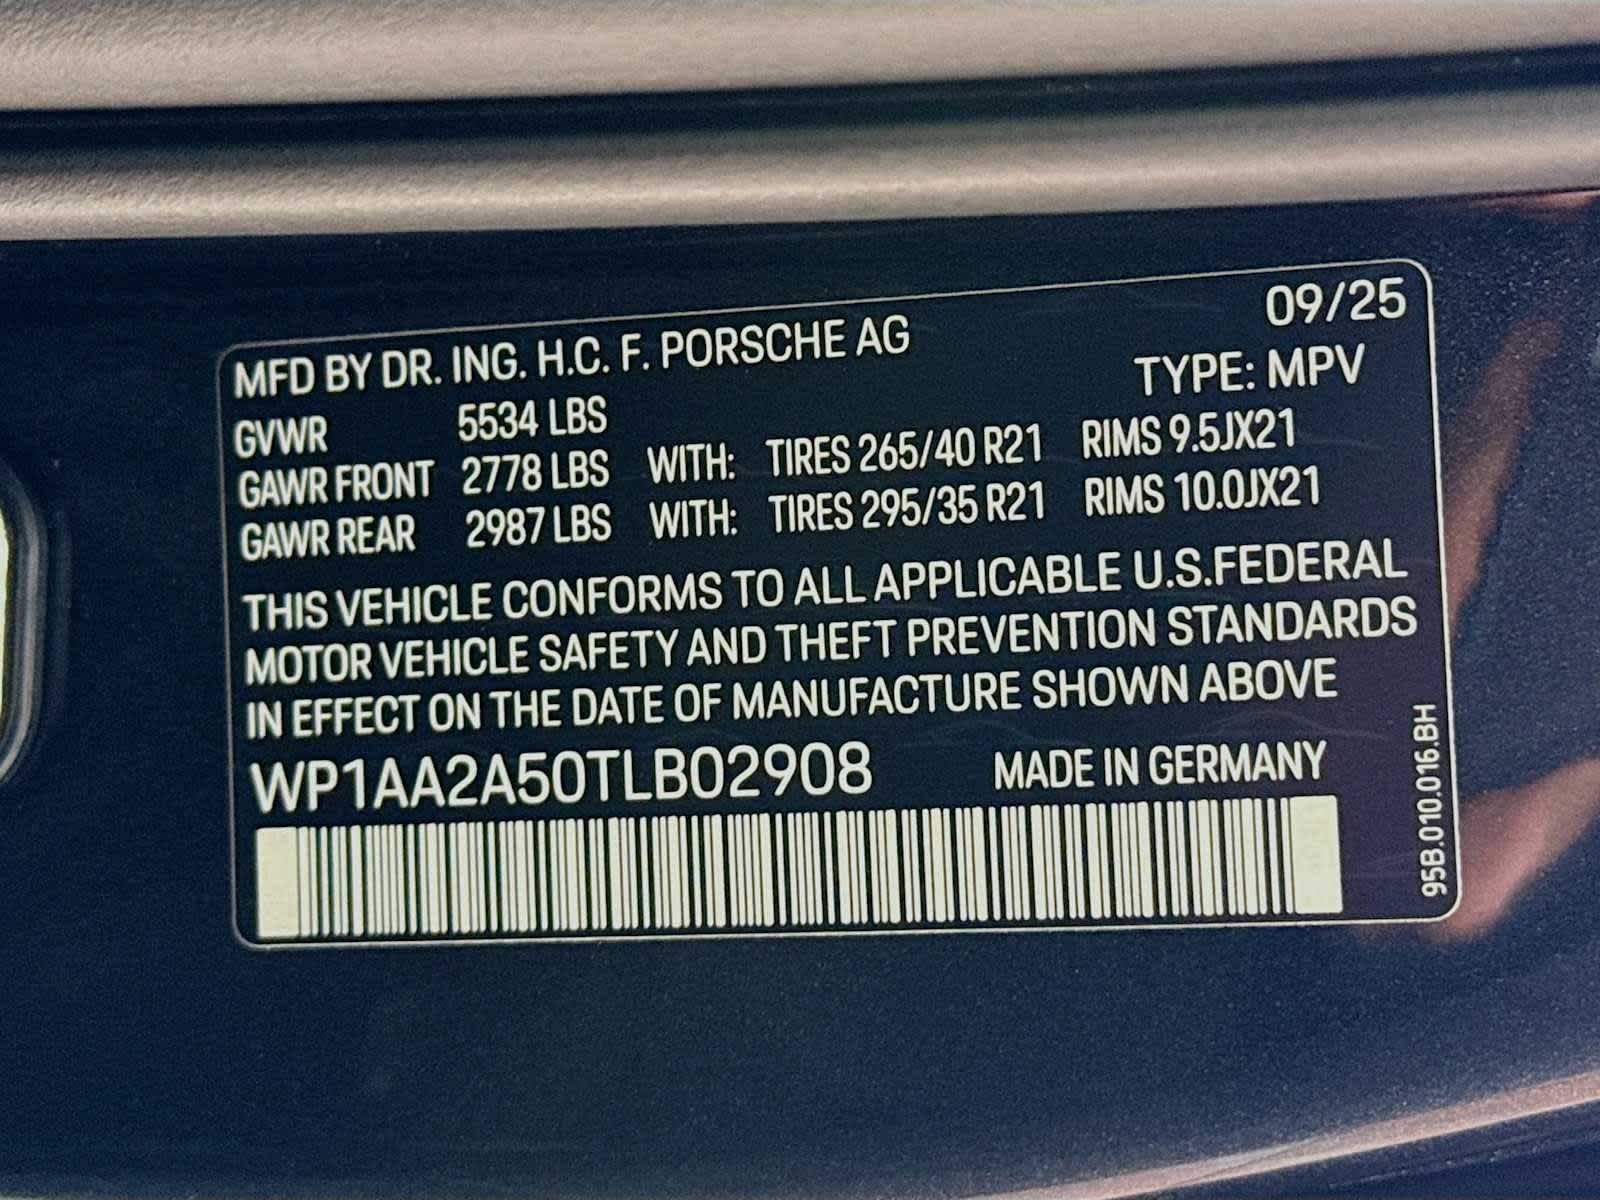 09/25
MFD BY DR. ING. H.C. F. PORSCHE AG
TYPE: MPV
GVWR 5534 LBS
GAWR FRONT 2778 LBS WITH: TIRES 265/40 R21 RIMS 9.5JX21
GAWR REAR 2987 LBS WITH: TIRES 295/35 R21 RIMS 10.0JX21
THIS VEHICLE CONFORMS TO ALL APPLICABLE U.S.FEDERAL
MOTOR VEHICLE SAFETY AND THEFT PREVENTION STANDARDS
IN EFFECT ON THE DATE OF MANUFACTURE SHOWN ABOVE
WP1AA2A50TLB02908 MADE IN GERMANY
95B.010.016.BH